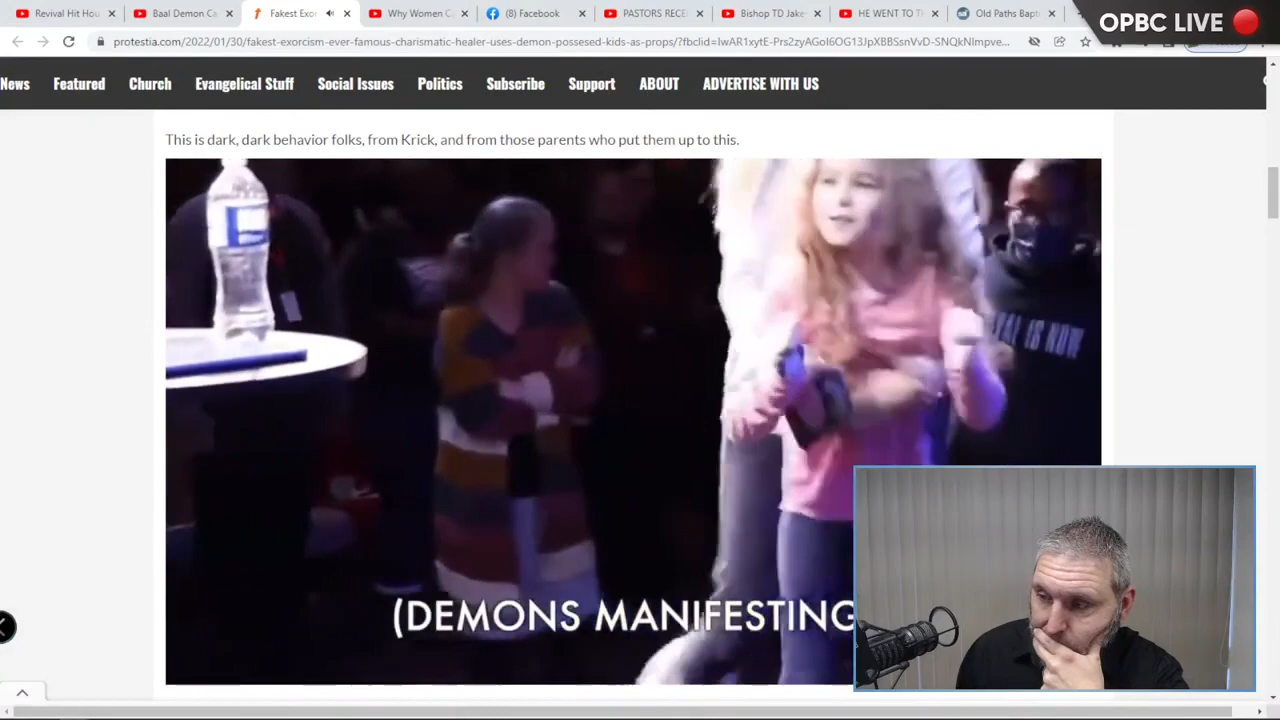 Revival Hit Hou
Baal Demon Ca
Fakest Exor
Why Women C
(8) Facebook
PASTORS RECE
Bishop TD Jake
HE WENT TO T
Old Paths Bapt
OPBC LIVE
protestia.com/2022/01/30/fakest-exorcism-ever-famous-charismatic-healer-uses-demon-possesed-kids-as-props/?fbclid=IwAR1xytE-Prs2zyAGoI6OG13JpXBBSsnVvD-SNQkNImpve...
News Featured Church Evangelical Stuff Social Issues Politics Subscribe Support ABOUT ADVERTISE WITH US
This is dark, dark behavior folks, from Krick, and from those parents who put them up to this.
IS NOW
(DEMONS MANIFESTING